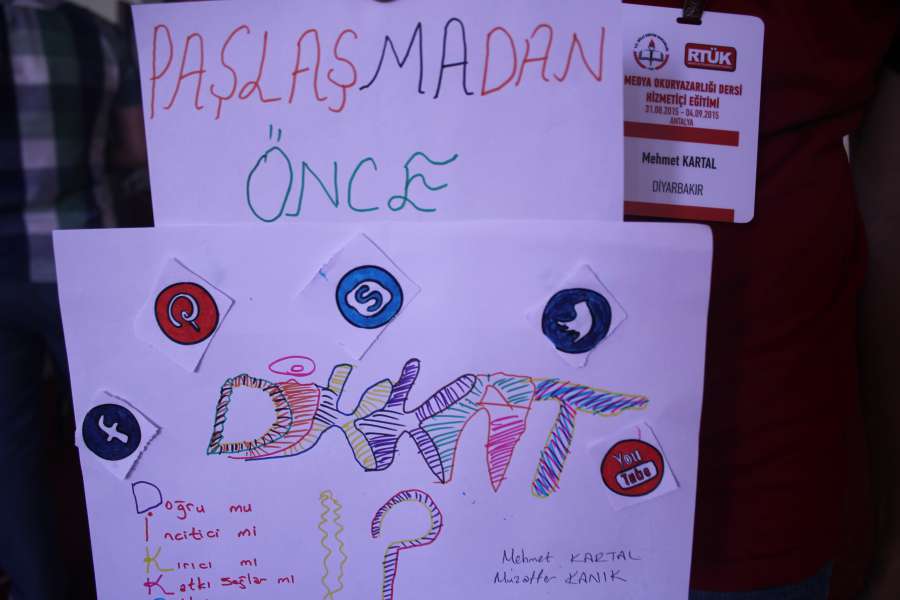 PAŞLAŞMADAN
ÖNCE
RTÜK
MEDYA OKURYAZARLIĞI DERSİ
HİZMETİÇİ EĞİTİMİ
31.08.2015 - 04.09.2015
ANTALYA
Mehmet KARTAL
DİYARBAKIR
DİKKAT
You
Tube
Doğru mu
İncitici mi
Kırıcı mı
Katkı sağlar mı
!?
Mehmet KARTAL
Müzaffer KANIK